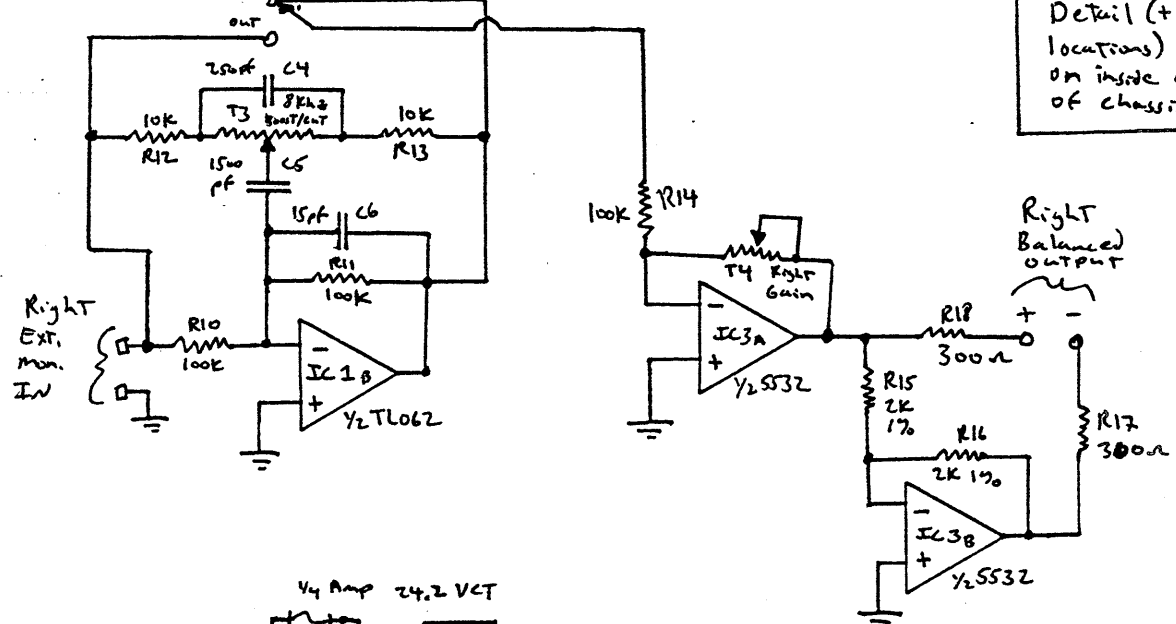 OUT
250pf C4
8KHz
Boost/cut
T3
10K
R12
10K
R13
1500
pf
C5
15pf C6
R11
100K
Right
Ext.
mon.
IN
R10
100K
−
IC1B
+
1/2 TL062
100K
R14
T4
Right
Gain
−
IC3A
+
1/2 5532
R15
2K
1%
R18
300Ω
Right
Balanced
output
+ −
R17
300Ω
R16
2K 1%
−
IC3B
+
1/2 5532
Detail (+
locations)
on inside
of chassi
1/4 Amp 24.2 VCT